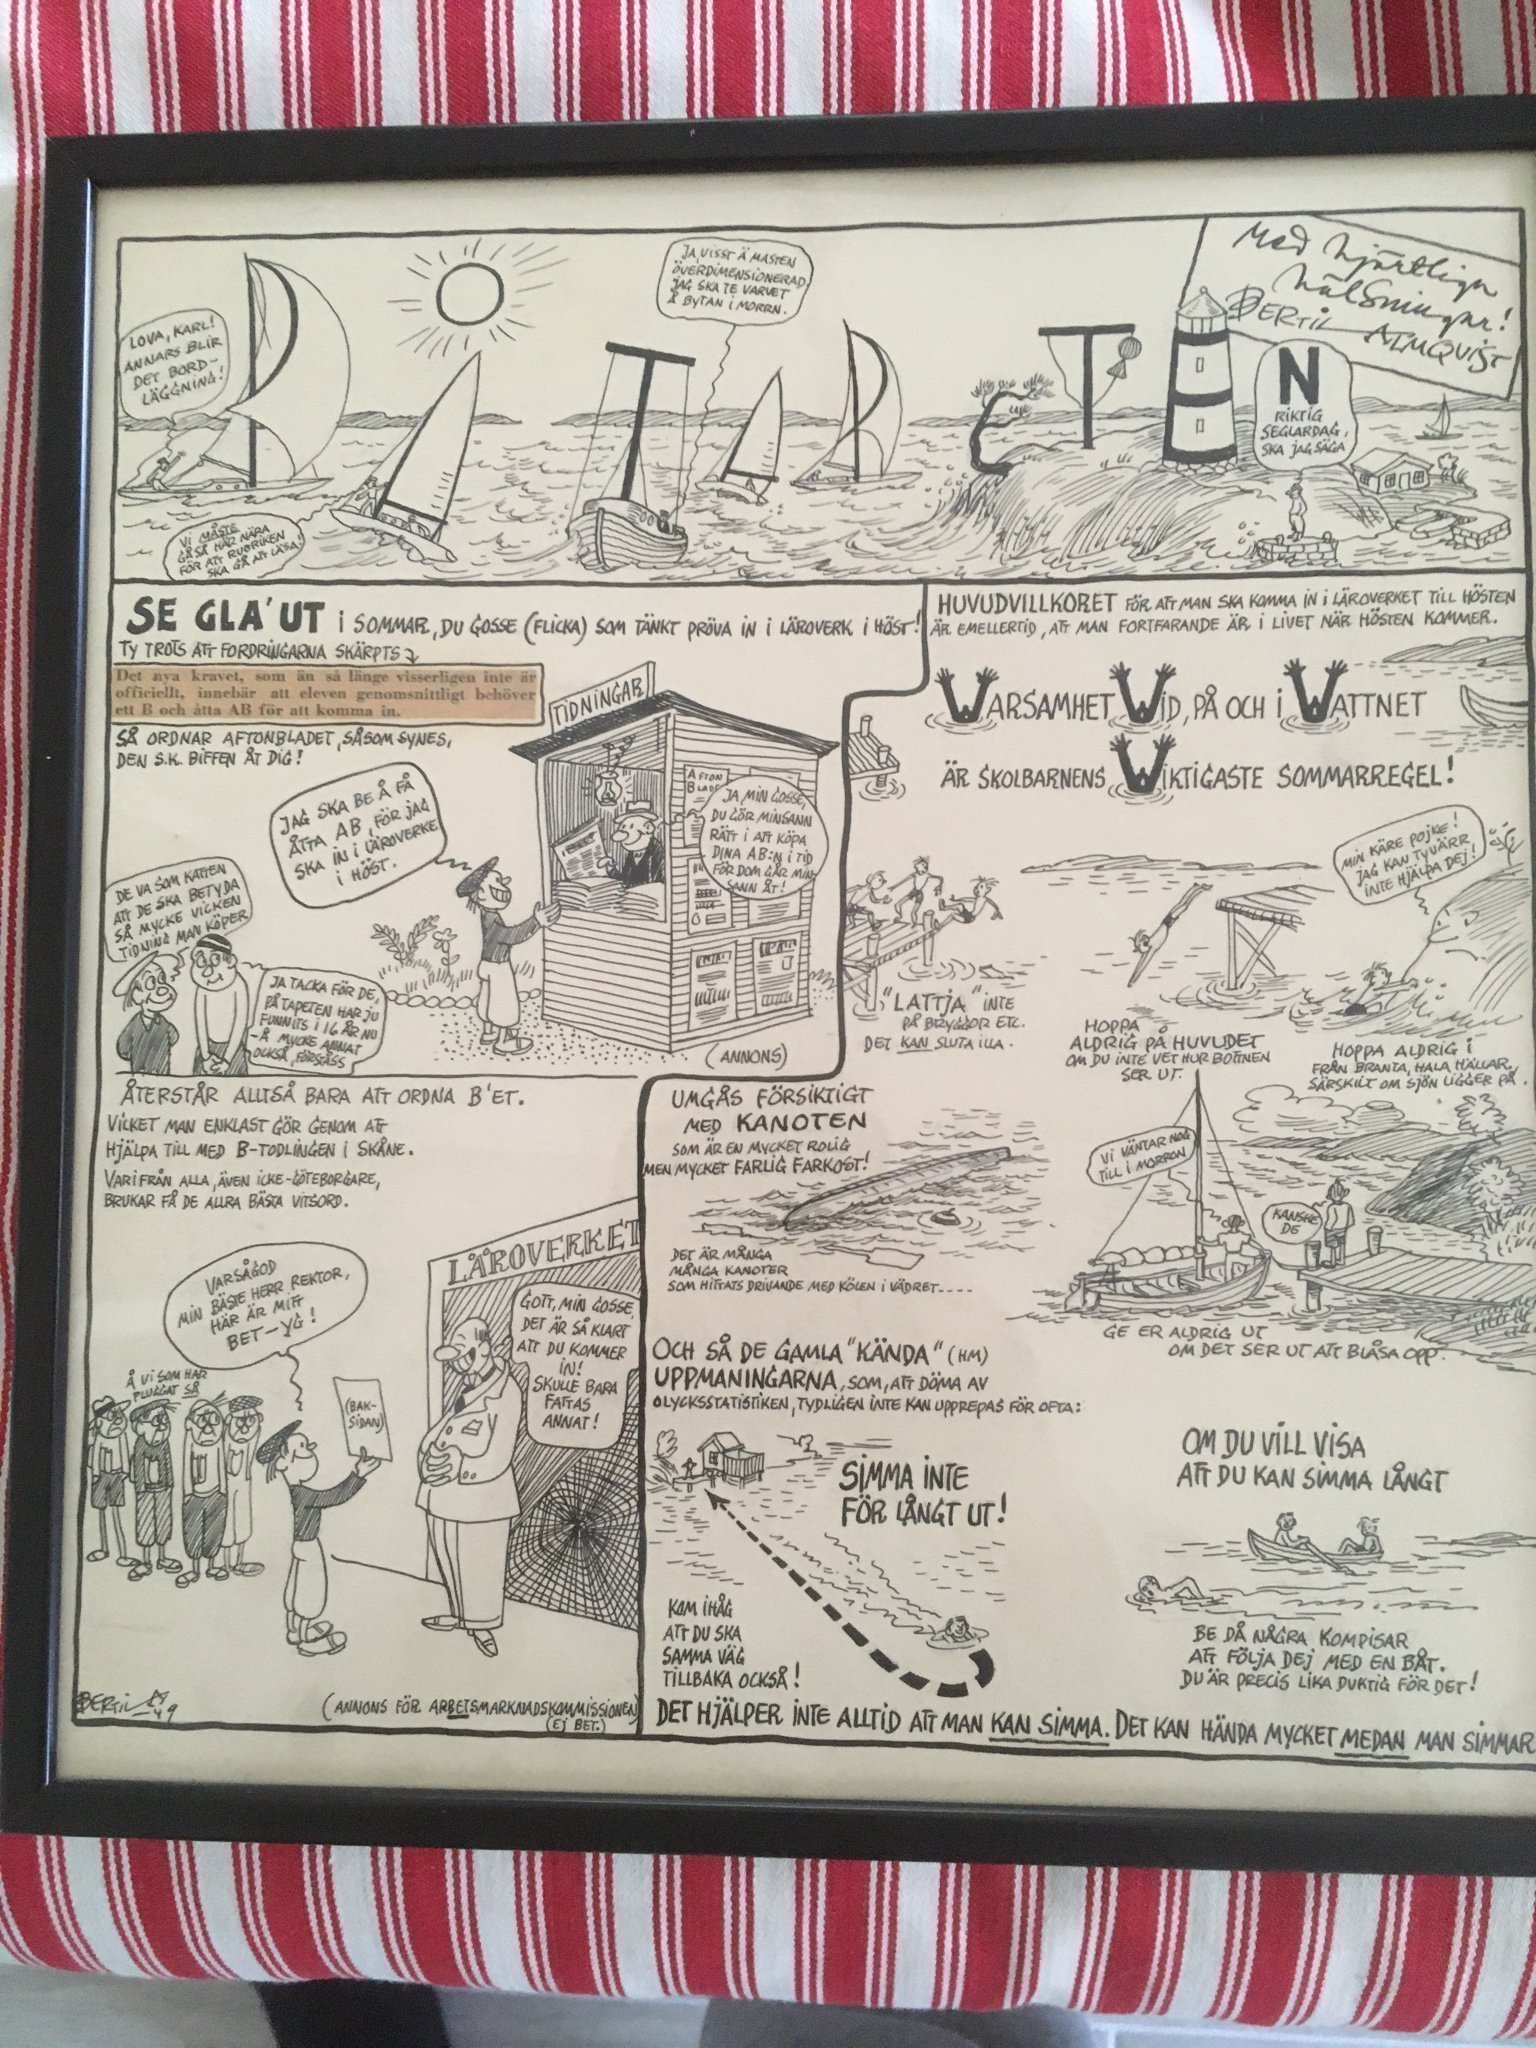 LOVA, KARL!
ANNARS BLIR
DET BORD-
LÄGGNING!
VI MÅSTE
GÅ SÅ HÄR NÄRA
FÖR ATT RUBRIKEN
SKA GÅ ATT LÄSA!
JA, VISST Ä MASTEN
ÖVERDIMENSIONERAD
JAG SKA TE VARVET
Å BYTAN I MORRN.
RATATRETN
N
RIKTIG
SEGLARDAG,
SKA JAG SÄGA
Med hjärtliga
hälsningar!
BERTIL ALMQVIST
SE GLA' UT I SOMMAR, DU GOSSE (FLICKA) SOM TÄNKT PRÖVA IN I LÄROVERK I HÖST!
TY TROTS ATT FORDRINGARNA SKÄRPTS
Det nya kravet, som än så länge visserligen inte är
officiellt, innebär att eleven genomsnittligt behöver
ett B och åtta AB för att komma in.
SÅ ORDNAR AFTONBLADET, SÅSOM SYNES,
DEN S.K. BIFFEN ÅT DIG!
TIDNINGAR
AFTON
BLADET
JAG SKA BE Å FÅ
ÅTTA AB, FÖR JAG
SKA IN I LÄROVERKE
I HÖST.
JA, MIN GOSSE,
DU GÖR MINSANN
RÄTT I ATT KÖPA
DINA AB:N I TID
FÖR DOM GÅR MIN-
SANN ÅT!
DE VA SOM KATTEN
ATT DE SKA BETYDA
SÅ MYCKE VICKEN
TIDNING MAN KÖPER
JA TACKA FÖR DE,
PÅ TAPETEN HAR JU
FUNNITS I 16 ÅR NU
Å MYCKE ANNAT
OCKSÅ, FÖRSTÅSS
(ANNONS)
ÅTERSTÅR ALLTSÅ BARA ATT ORDNA B'ET.
VILKET MAN ENKLAST GÖR GENOM ATT
HJÄLPA TILL MED B-TODLINGEN I SKÅNE.
VARIFRÅN ALLA, ÄVEN ICKE-GÖTEBORGARE,
BRUKAR FÅ DE ALLRA BÄSTA VITSORD.
VARSÅGOD
MIN BÄSTE HERR REKTOR,
HÄR ÄR MITT
BET-YG!
LÄROVERKET
GOTT, MIN GOSSE,
DET ÄR SÅ KLART
ATT DU KOMMER
IN!
SKULLE BARA
FATTAS
ANNAT!
Å VI SOM HAR
PLUGGAT SÅ
(BAK-
SIDAN)
BERTIL A
49
(ANNONS FÖR ARBETSMARKNADSKOMMISSIONEN)
(EJ BET.)
HUVUDVILLKORET FÖR ATT MAN SKA KOMMA IN I LÄROVERKET TILL HÖSTEN
ÄR EMELLERTID, ATT MAN FORTFARANDE ÄR I LIVET NÄR HÖSTEN KOMMER.
WARSAMHET WID, PÅ OCH I WATTNET
ÄR SKOLBARNENS WIKTIGASTE SOMMARREGEL!
"LATTJA" INTE
PÅ BRYGGOR ETC.
DET KAN SLUTA ILLA.
HOPPA
ALDRIG PÅ HUVUDET
OM DU INTE VET HUR BOTTNEN
SER UT.
MIN KÄRE POJKE!
JAG KAN TYVÄRR
INTE HJÄLPA DEJ!
HOPPA ALDRIG I
FRÅN BRANTA, HALA HÄLLAR,
SÄRSKILT OM SJÖN LIGGER PÅ.
UMGÅS FÖRSIKTIGT
MED KANOTEN
SOM ÄR EN MYCKET ROLIG
MEN MYCKET FARLIG FARKOST!
DET ÄR MÅNGA
MÅNGA KANOTER
SOM HITTATS DRIVANDE MED KÖLEN I VÄDRET....
VI VÄNTAR NOG
TILL I MORRON
KANSKE
DE
GE ER ALDRIG UT
OM DET SER UT ATT BLÅSA OPP.
OCH SÅ DE GAMLA "KÄNDA" (HM)
UPPMANINGARNA, SOM, ATT DÖMA AV
OLYCKSSTATISTIKEN, TYDLIGEN INTE KAN UPPREPAS FÖR OFTA:
SIMMA INTE
FÖR LÅNGT UT!
KOM IHÅG
ATT DU SKA
SAMMA VÄG
TILLBAKA OCKSÅ!
OM DU VILL VISA
ATT DU KAN SIMMA LÅNGT
BE DÅ NÅGRA KOMPISAR
ATT FÖLJA DEJ MED EN BÅT.
DU ÄR PRECIS LIKA DUKTIG FÖR DET!
DET HJÄLPER INTE ALLTID ATT MAN KAN SIMMA. DET KAN HÄNDA MYCKET MEDAN MAN SIMMAR